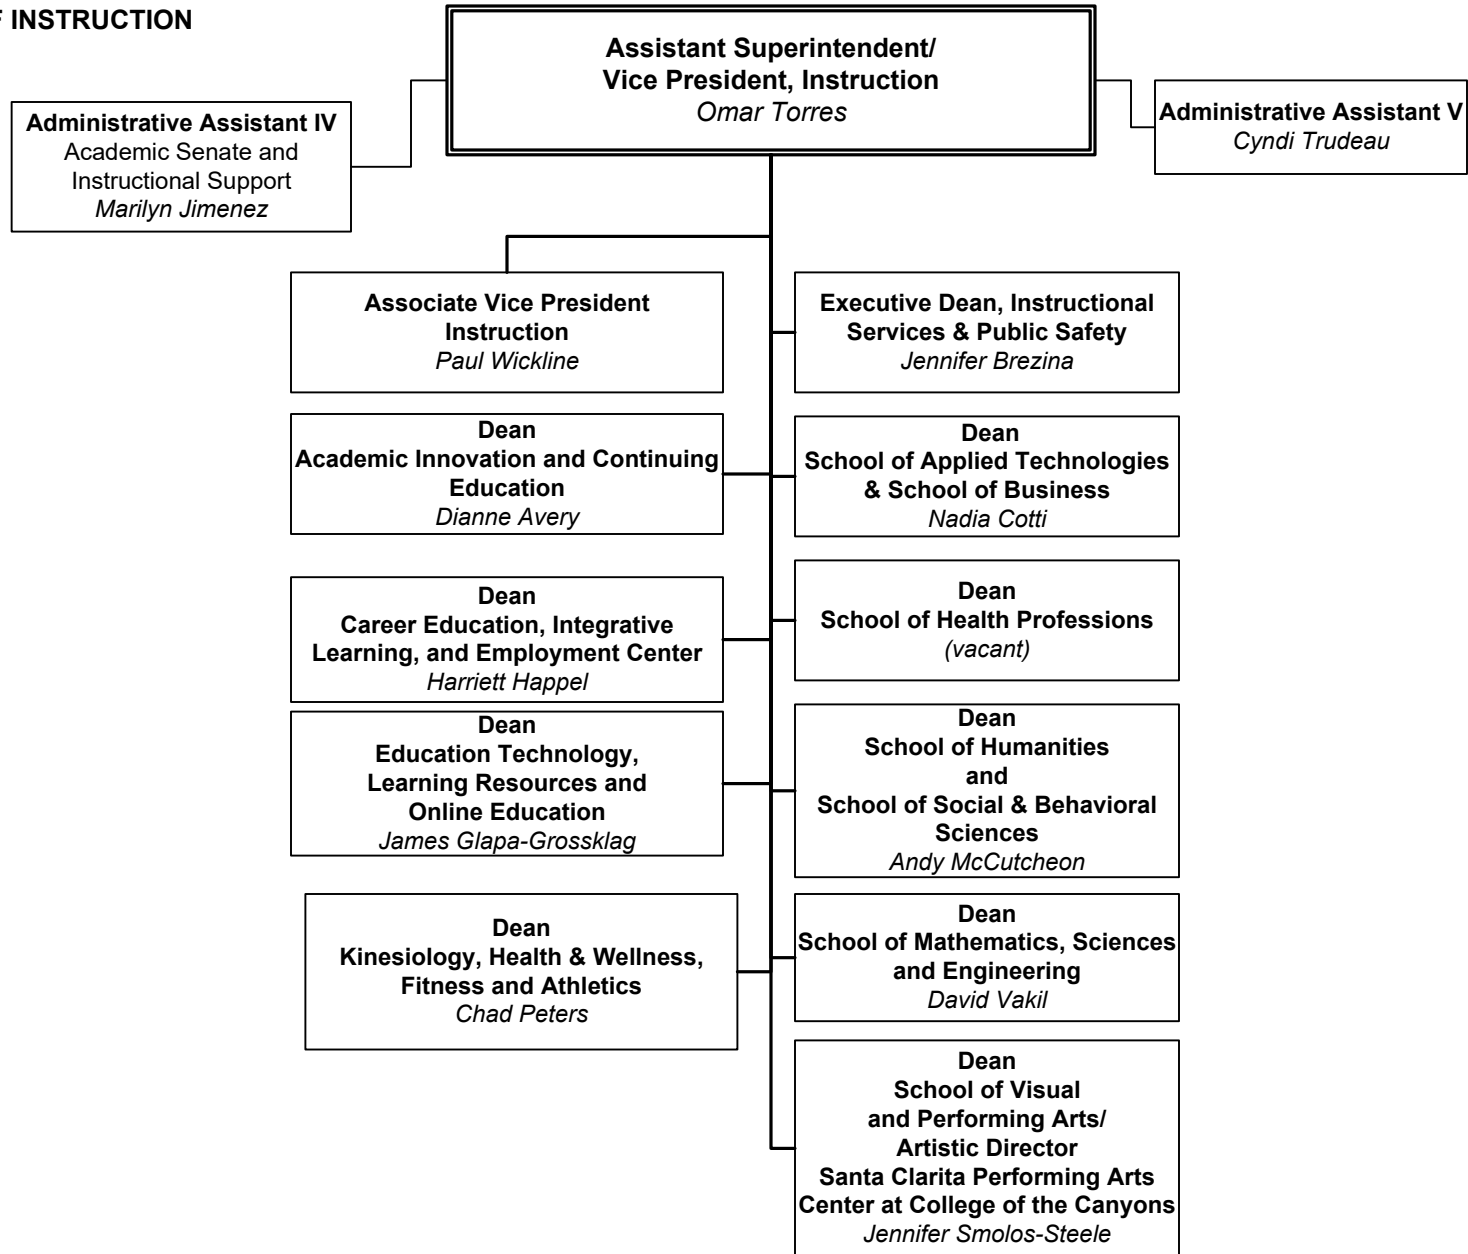 INSTRUCTION
Assistant Superintendent/
Vice President, Instruction
Omar Torres
Administrative Assistant IV
Academic Senate and
Instructional Support
Marilyn Jimenez
Administrative Assistant V
Cyndi Trudeau
Associate Vice President
Instruction
Paul Wickline
Executive Dean, Instructional
Services & Public Safety
Jennifer Brezina
Dean
Academic Innovation and Continuing
Education
Dianne Avery
Dean
School of Applied Technologies
& School of Business
Nadia Cotti
Dean
Career Education, Integrative
Learning, and Employment Center
Harriett Happel
Dean
School of Health Professions
(vacant)
Dean
Education Technology,
Learning Resources and
Online Education
James Glapa-Grossklag
Dean
School of Humanities
and
School of Social & Behavioral
Sciences
Andy McCutcheon
Dean
Kinesiology, Health & Wellness,
Fitness and Athletics
Chad Peters
Dean
School of Mathematics, Sciences
and Engineering
David Vakil
Dean
School of Visual
and Performing Arts/
Artistic Director
Santa Clarita Performing Arts
Center at College of the Canyons
Jennifer Smolos-Steele